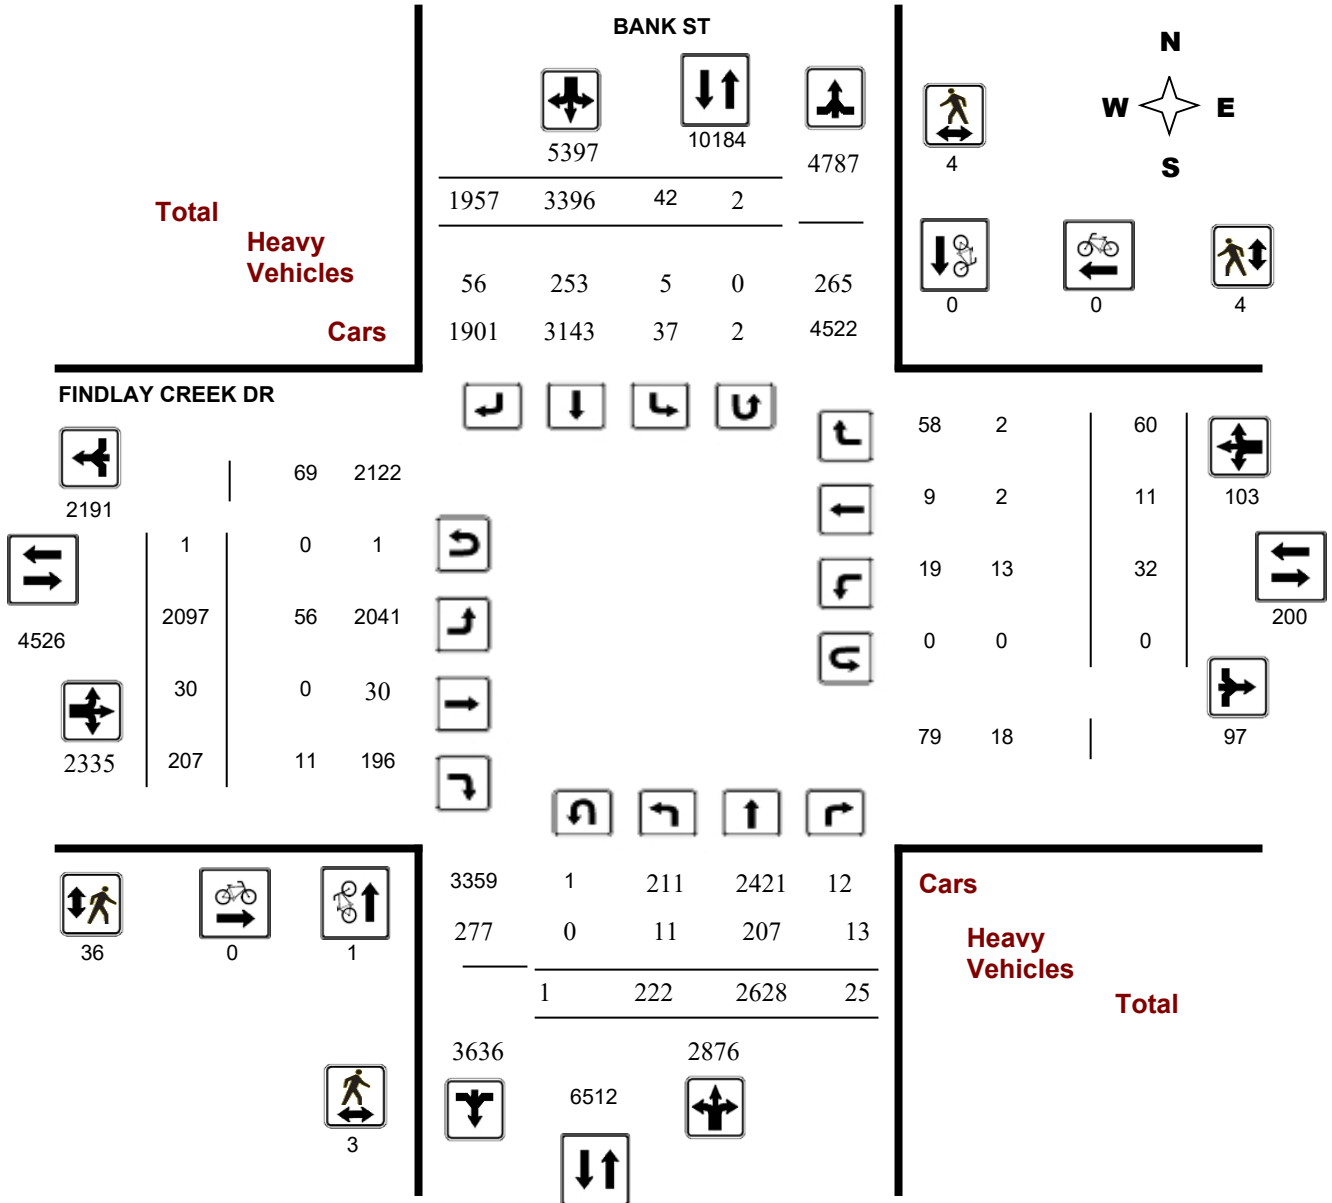 BANK ST
N
W E
S
5397 10184 4787 4
1957 3396 42 2
Total
Heavy
Vehicles
56 253 5 0 265
0 0 4
Cars 1901 3143 37 2 4522
FINDLAY CREEK DR
58 2 60
69 2122
2191
9 2 11 103
1 0 1
19 13 32
2097 56 2041
200
4526
0 0 0
30 0 30
79 18 97
2335 207 11 196
3359 1 211 2421 12 Cars
277 0 11 207 13 Heavy
Vehicles
36 0 1
1 222 2628 25 Total
3636 2876
6512
3